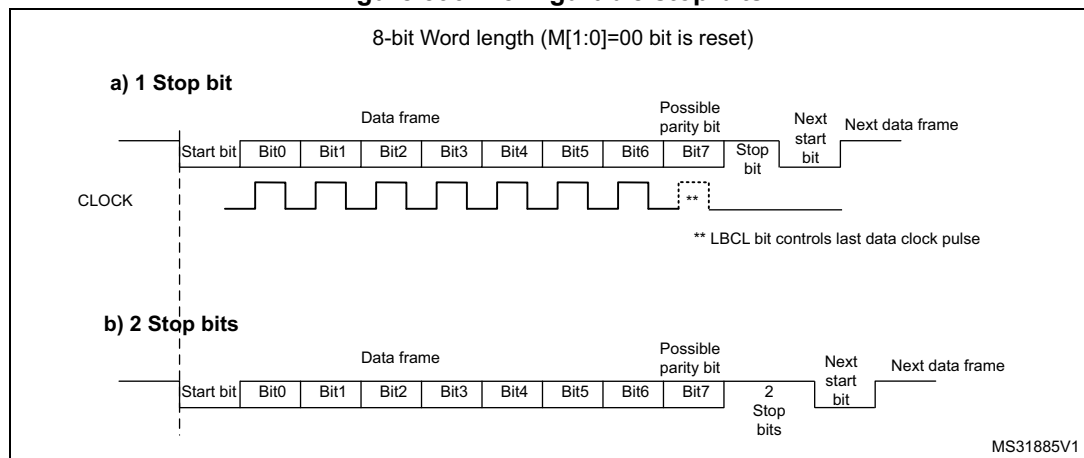 8-bit Word length (M[1:0]=00 bit is reset)
a) 1 Stop bit
Data frame
Possible parity bit
Next start bit
Next data frame
Start bit Bit0 Bit1 Bit2 Bit3 Bit4 Bit5 Bit6 Bit7 Stop bit
CLOCK
**
** LBCL bit controls last data clock pulse
b) 2 Stop bits
Data frame
Possible parity bit
Next start bit
Next data frame
Start bit Bit0 Bit1 Bit2 Bit3 Bit4 Bit5 Bit6 Bit7 2 Stop bits
MS31885V1